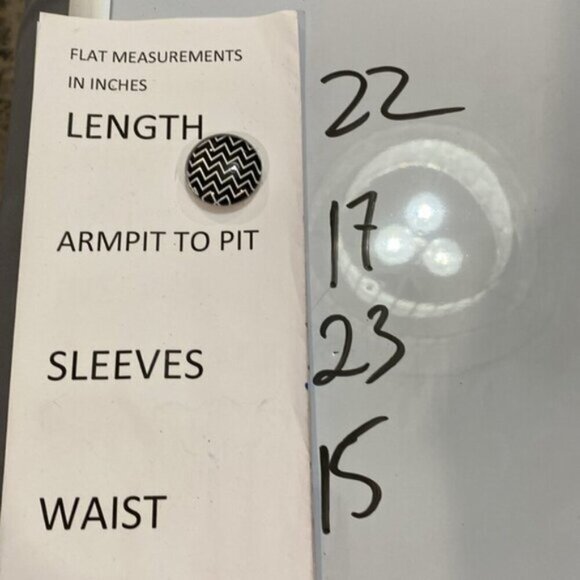 FLAT MEASUREMENTS
IN INCHES
LENGTH 22
ARMPIT TO PIT 17
SLEEVES 23
WAIST 15